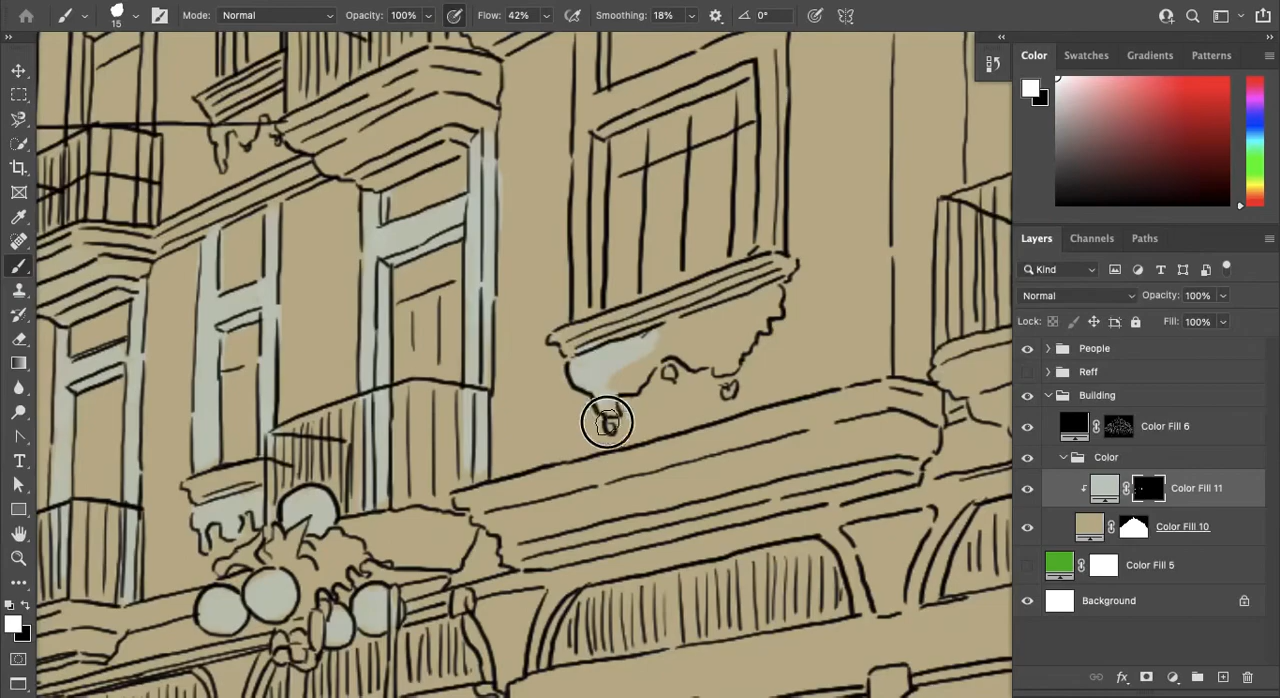 15 Mode: Normal Opacity: 100% Flow: 42% Smoothing: 18% 0°
Color Swatches Gradients Patterns
Layers Channels Paths
Kind
Normal Opacity: 100%
Lock: Fill: 100%
People
Reff
Building
Color Fill 6
Color
Color Fill 11
Color Fill 10
Color Fill 5
Background